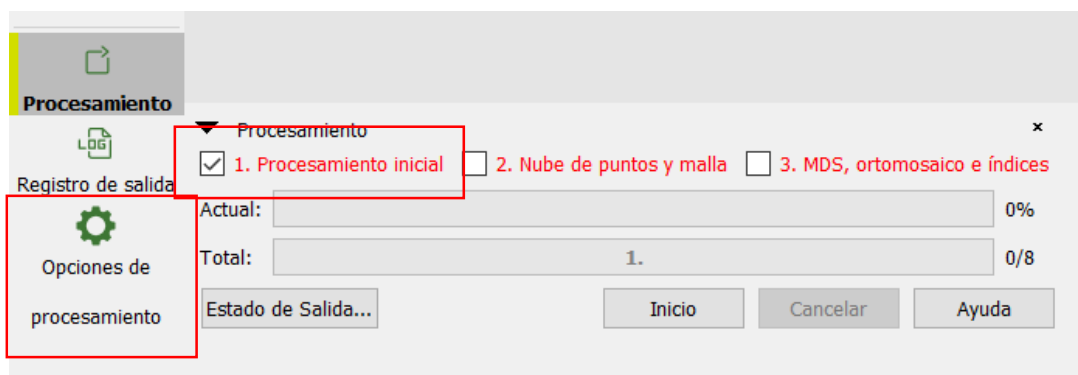 Procesamiento
LOG
Registro de salida
Opciones de
procesamiento
Procesamiento x
1. Procesamiento inicial 2. Nube de puntos y malla 3. MDS, ortomosaico e índices
Actual: 0%
Total: 1. 0/8
Estado de Salida... Inicio Cancelar Ayuda